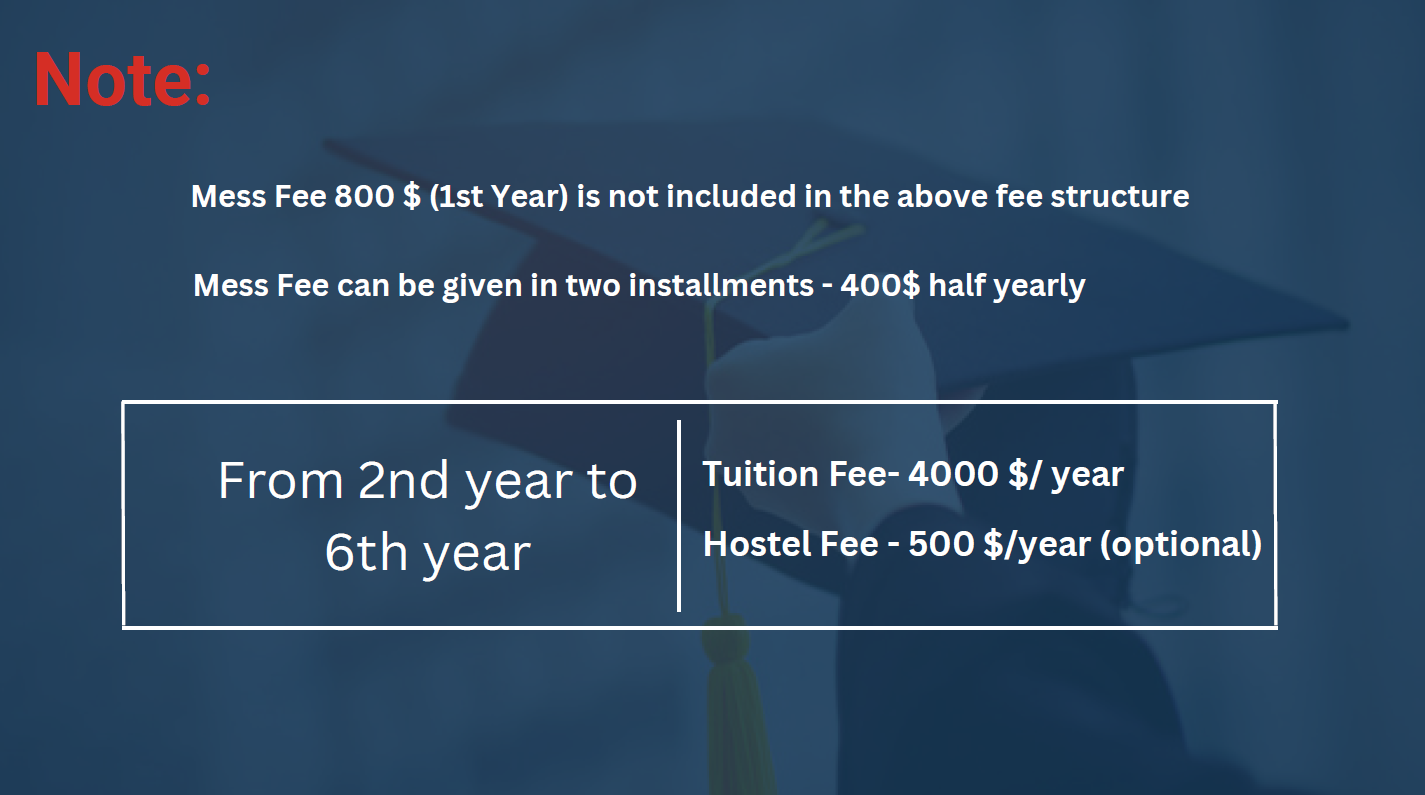 Note:
Mess Fee 800 $ (1st Year) is not included in the above fee structure
Mess Fee can be given in two installments - 400$ half yearly
From 2nd year to
6th year
Tuition Fee- 4000 $/ year
Hostel Fee - 500 $/year (optional)